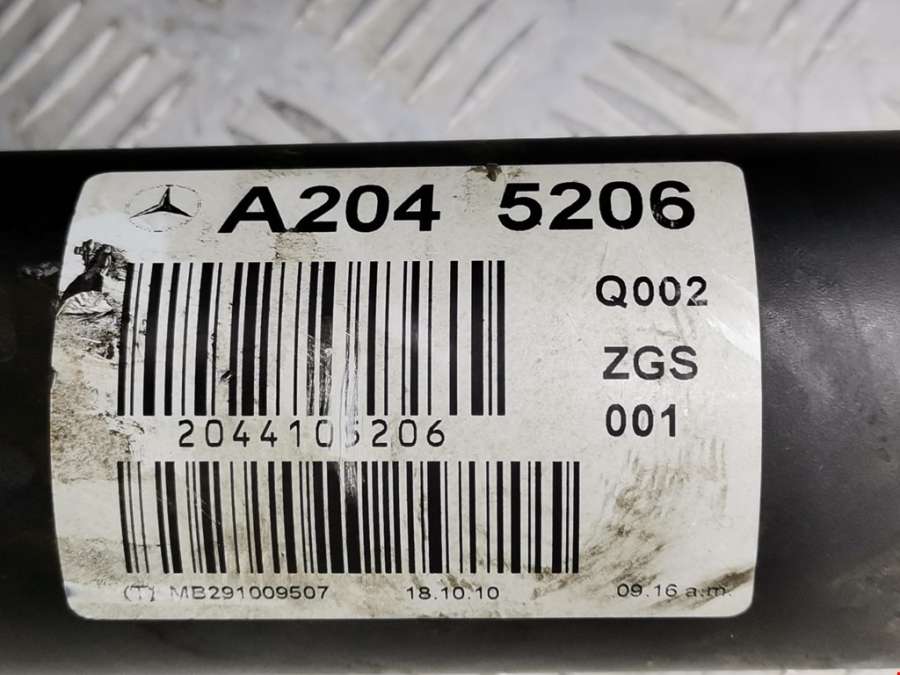 A204 5206
Q002
ZGS
001
2044105206
(T) MB291009507 18.10.10 09.16 a.m.